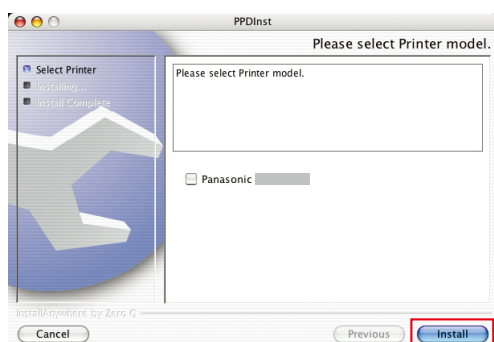 PPDInst
Please select Printer model.
Select Printer
Installing...
Install Complete
Please select Printer model.
Panasonic
InstallAnywhere by Zero G
Cancel
Previous
Install